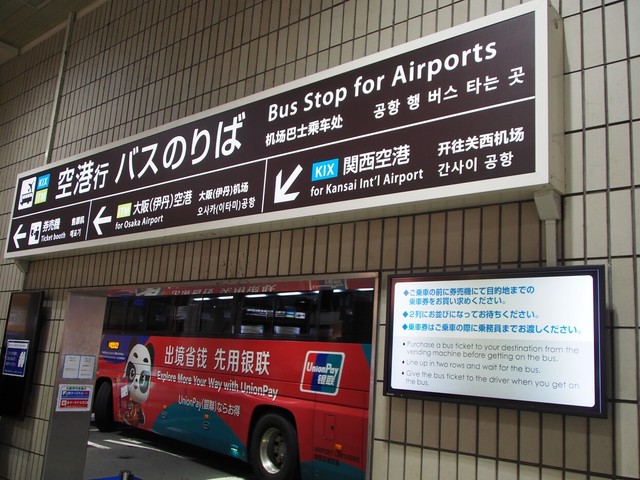 KIX
空港行 バスのりば
Bus Stop for Airports
机场巴士乘车处
공항 행 버스 타는 곳
券売機
Ticket booth
大阪(伊丹)空港
for Osaka Airport
大阪(伊丹)机场
오사카(이타미)공항
KIX
関西空港
for Kansai Int'l Airport
开往关西机场
간사이 공항
◆ご乗車の前に券売機にて目的地までの
乗車券をお買い求めください。
◆2列にお並びになってお待ちください。
◆乗車券はご乗車の際に乗務員までお渡しください。
◆Purchase a bus ticket to your destination from the
vending machine before getting on the bus.
◆Line up in two rows and wait for the bus.
◆Give the bus ticket to the driver when you get on
the bus.
出境省钱 先用银联
Explore More Your Way with UnionPay
UnionPay(銀聯)ならお得
UnionPay
银联